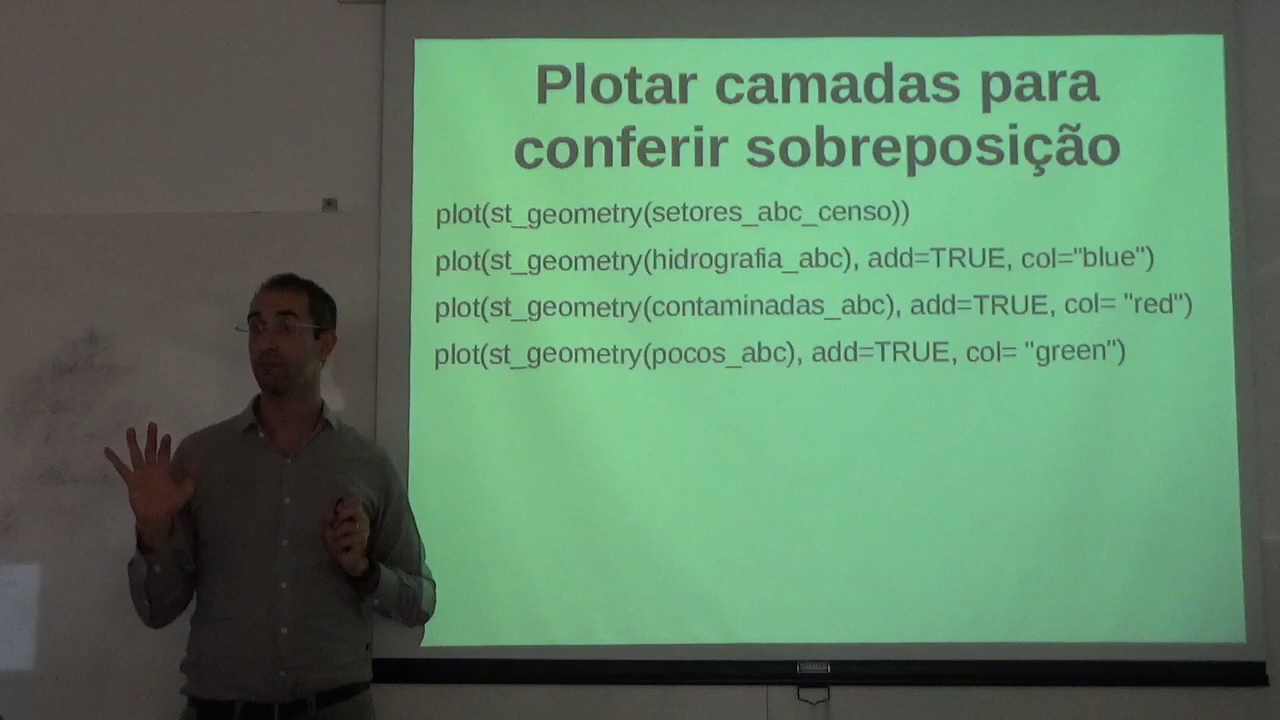 Plotar camadas para
conferir sobreposição
plot(st_geometry(setores_abc_censo))
plot(st_geometry(hidrografia_abc), add=TRUE, col="blue")
plot(st_geometry(contaminadas_abc), add=TRUE, col= "red")
plot(st_geometry(pocos_abc), add=TRUE, col= "green")